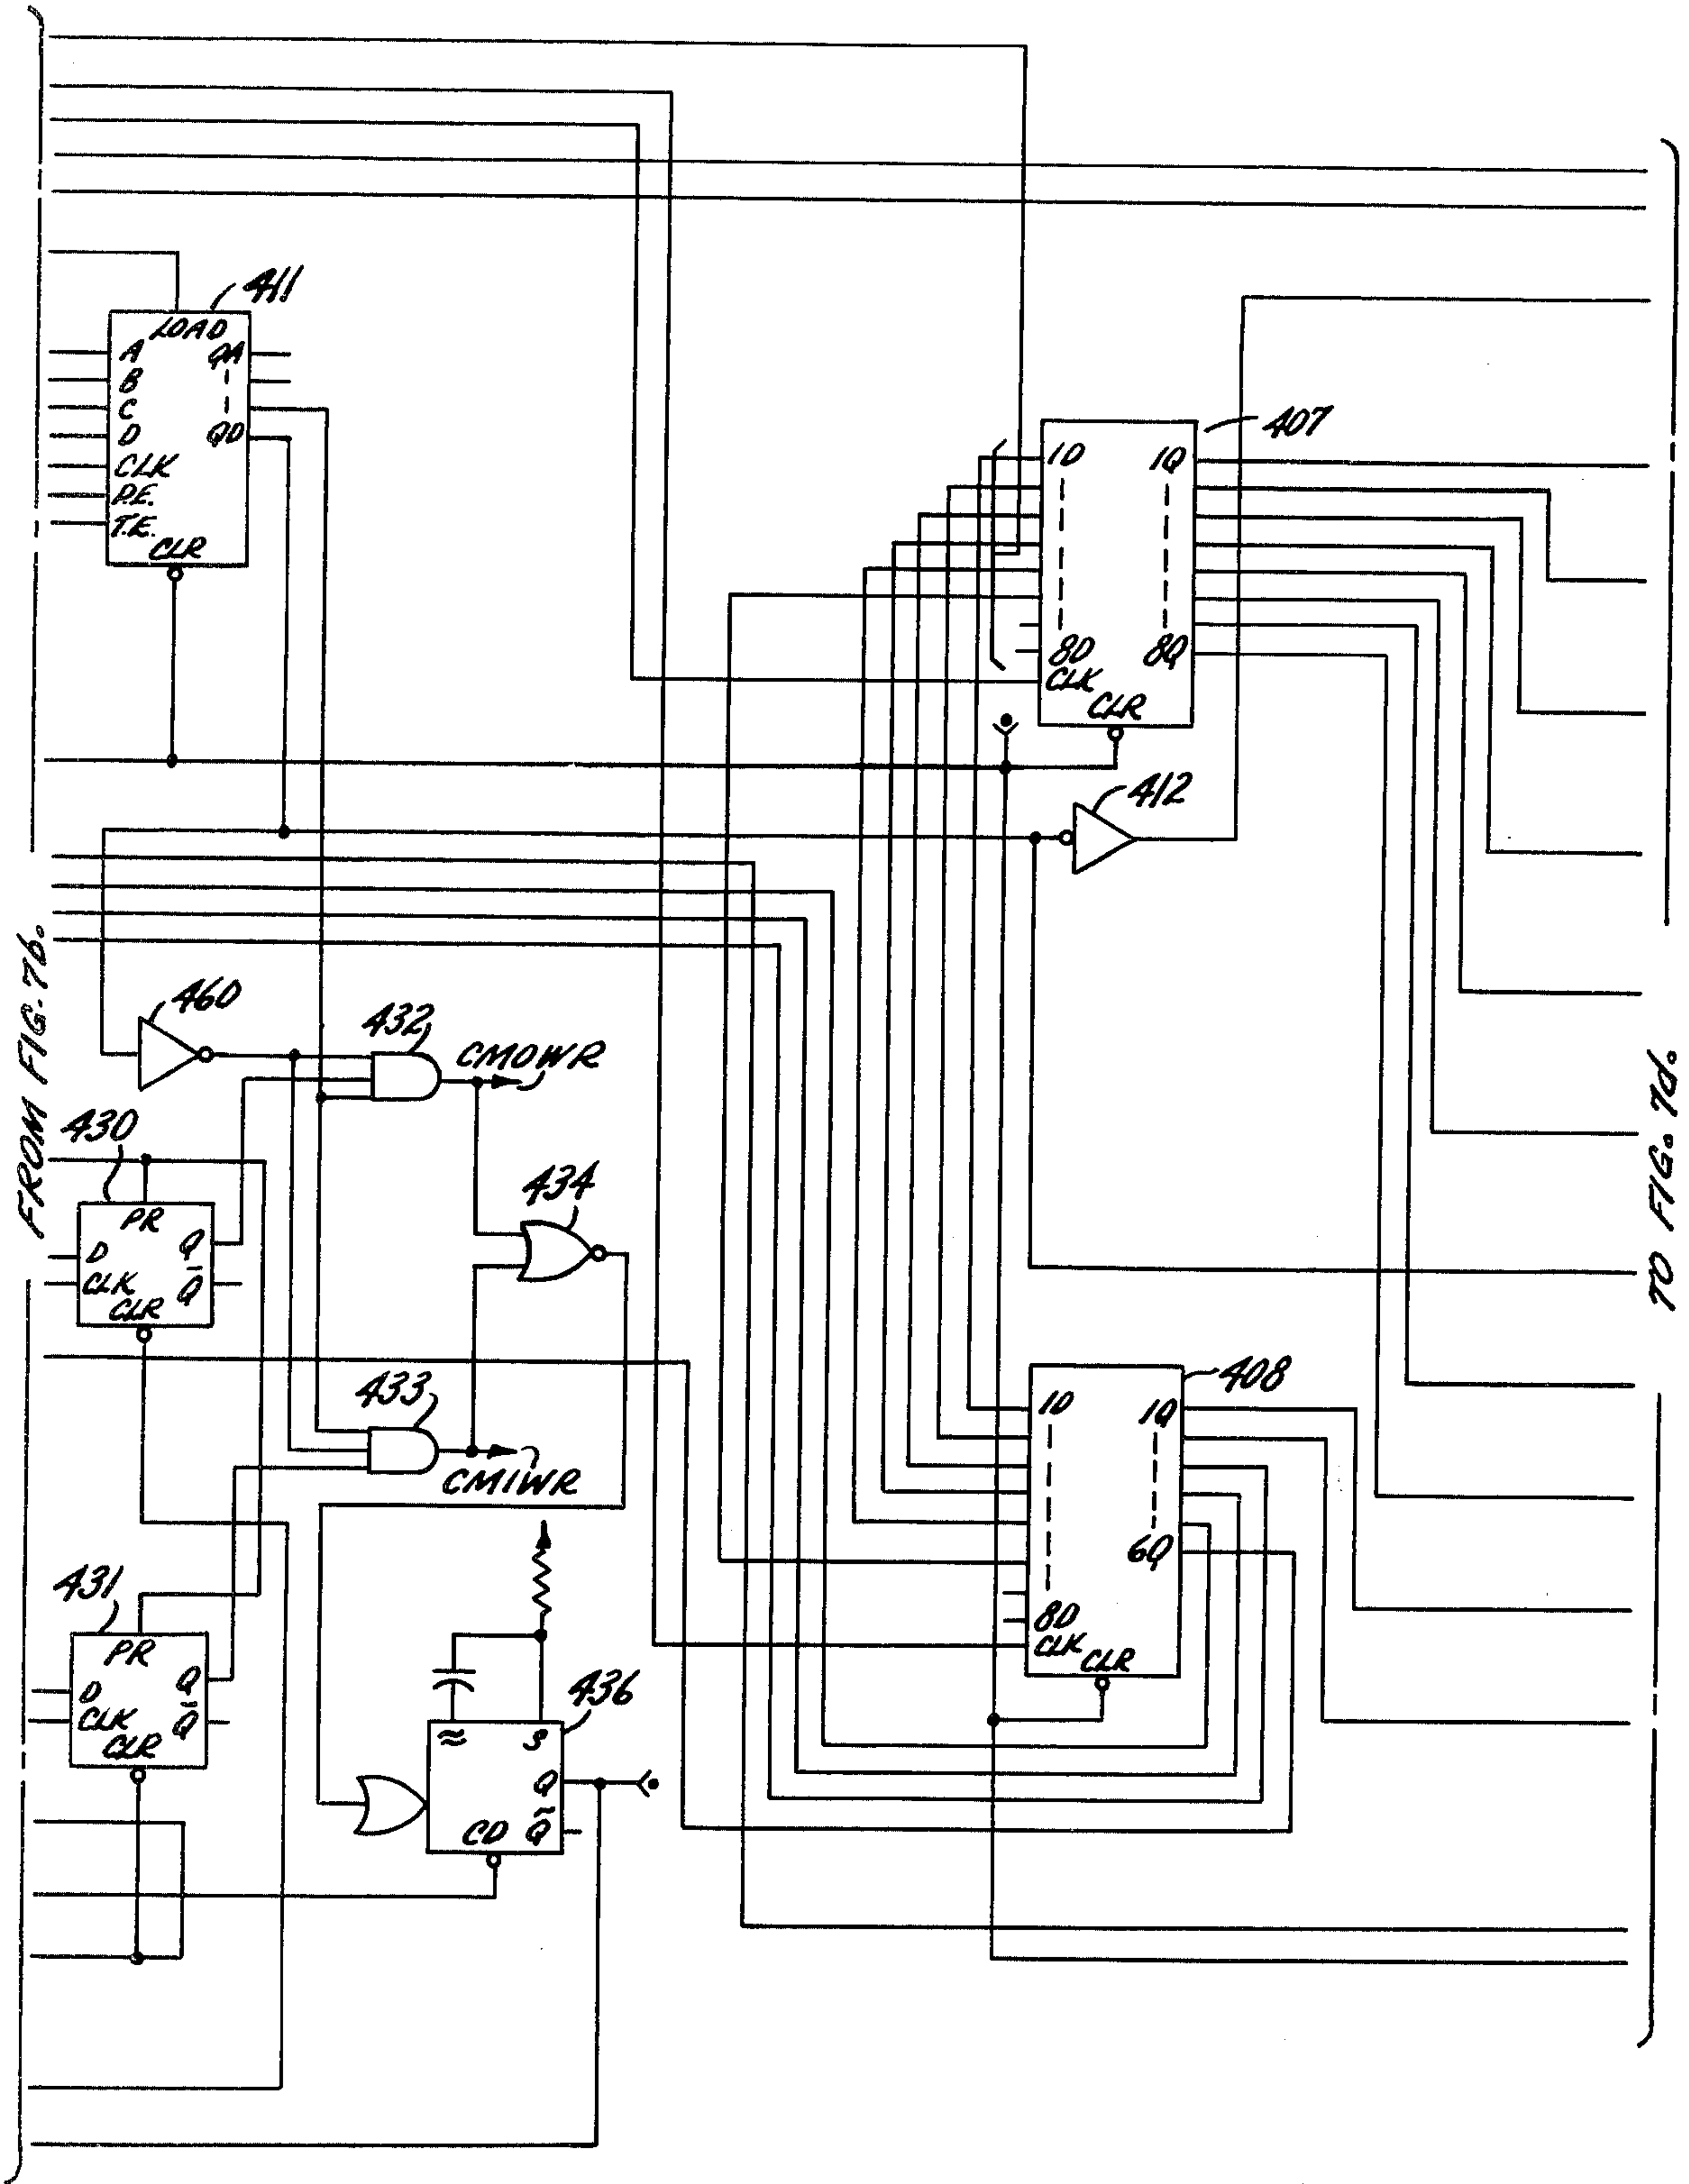 411
LOAD
A QA
B
C
D QD
CLK
P.E.
T.E.
CLR
407
1D 1Q
8D 8Q
CLK
CLR
412
FROM FIG. 7b.
460
432
CMOWR
430
PR
D Q
CLK Q̄
CLR
434
TO FIG. 7d.
433
CM1WR
408
1D 1Q
6Q
8D
CLK
CLR
431
PR
D Q
CLK Q̄
CLR
436
≈ S
Q
CD Q̄